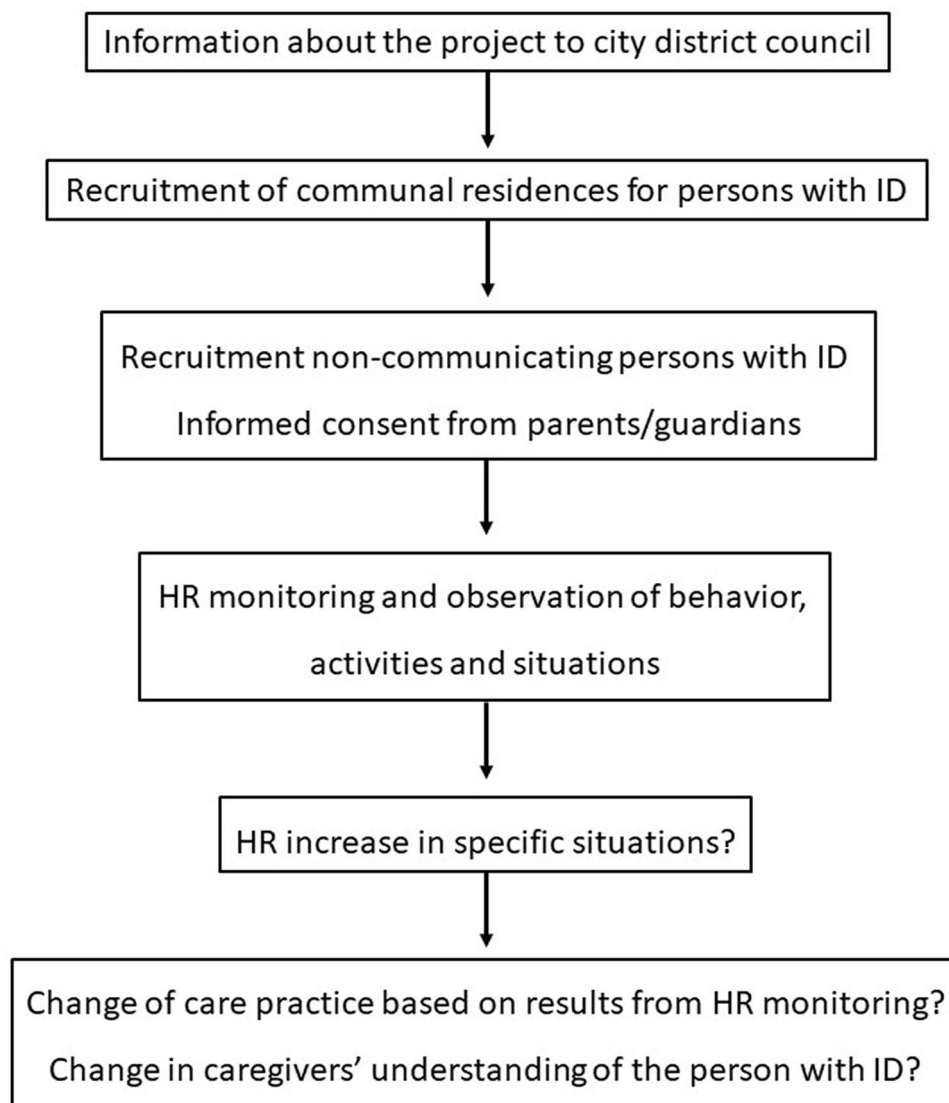 Information about the project to city district council
Recruitment of communal residences for persons with ID
Recruitment non-communicating persons with ID
Informed consent from parents/guardians
HR monitoring and observation of behavior,
activities and situations
HR increase in specific situations?
Change of care practice based on results from HR monitoring?
Change in caregivers’ understanding of the person with ID?